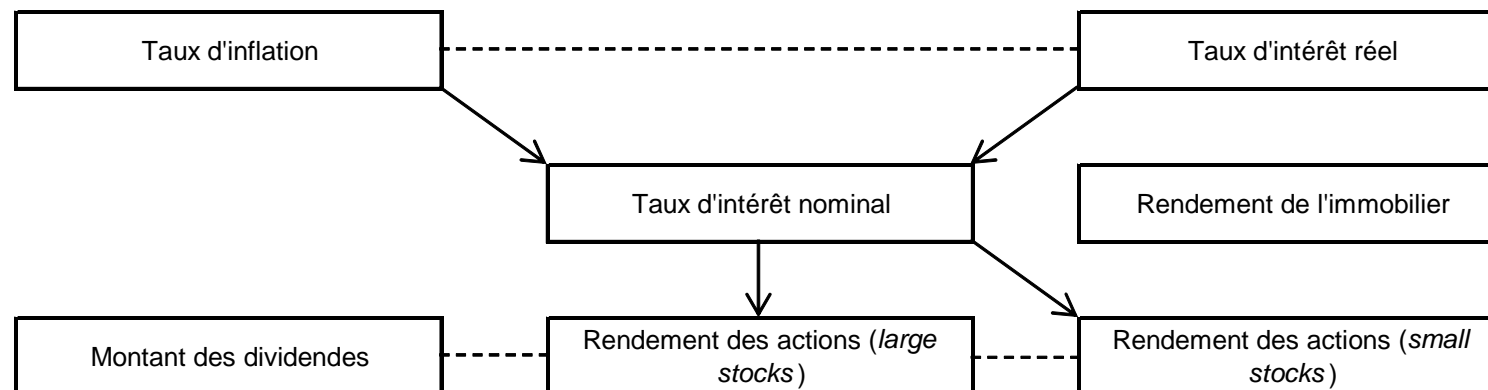 Taux d'inflation
Taux d'intérêt réel
Taux d'intérêt nominal
Rendement de l'immobilier
Montant des dividendes
Rendement des actions (large
stocks)
Rendement des actions (small
stocks)